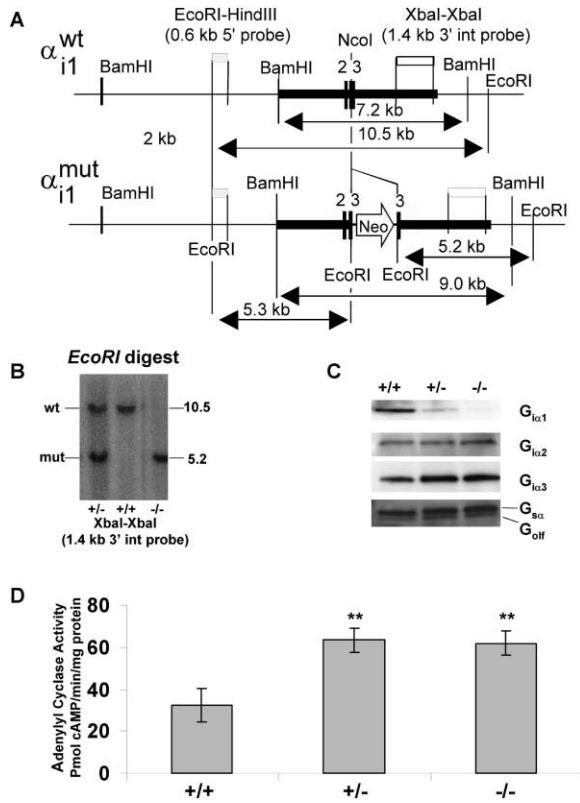 A
EcoRI-HindIII
(0.6 kb 5' probe)
XbaI-XbaI
(1.4 kb 3' int probe)
NcoI
α i1 wt
BamHI
BamHI
2 3
BamHI
EcoRI
7.2 kb
2 kb
10.5 kb
α i1 mut
BamHI
BamHI
2 3
3
BamHI
EcoRI
Neo
EcoRI
EcoRI
EcoRI
5.2 kb
9.0 kb
5.3 kb
B
EcoRI digest
wt
10.5
mut
5.2
+/- +/+ -/-
XbaI-XbaI
(1.4 kb 3' int probe)
C
+/+ +/- -/-
Giα1
Giα2
Giα3
Gsα
Golf
D
Adenylyl Cyclase Activity
Pmol cAMP/min/mg protein
80
60
40
20
0
**
**
+/+ +/- -/-